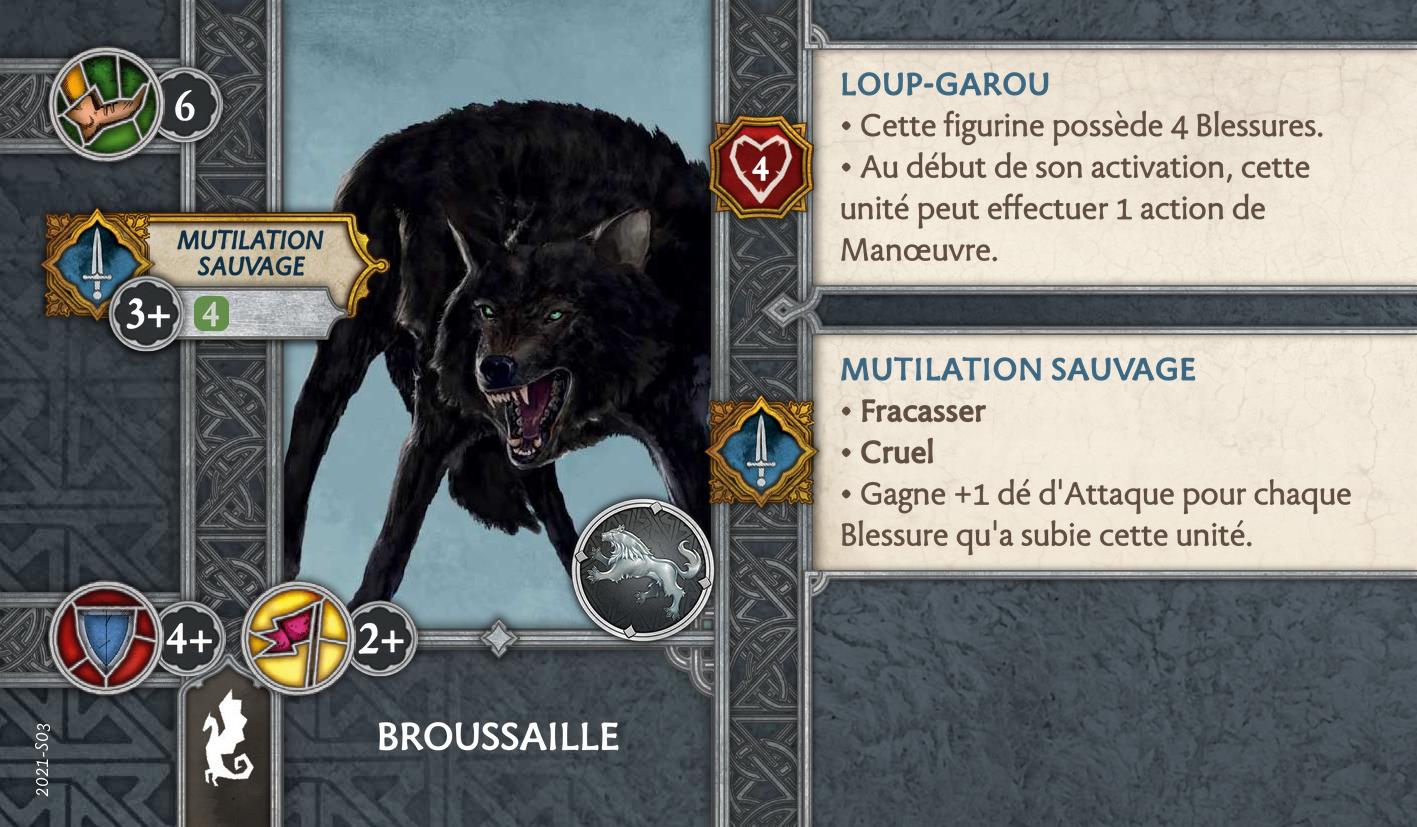 6
MUTILATION
SAUVAGE
3+
4
4+
2+
BROUSSAILLE
2021-S03
4
LOUP-GAROU
• Cette figurine possède 4 Blessures.
• Au début de son activation, cette
unité peut effectuer 1 action de
Manœuvre.
MUTILATION SAUVAGE
• Fracasser
• Cruel
• Gagne +1 dé d'Attaque pour chaque
Blessure qu'a subie cette unité.